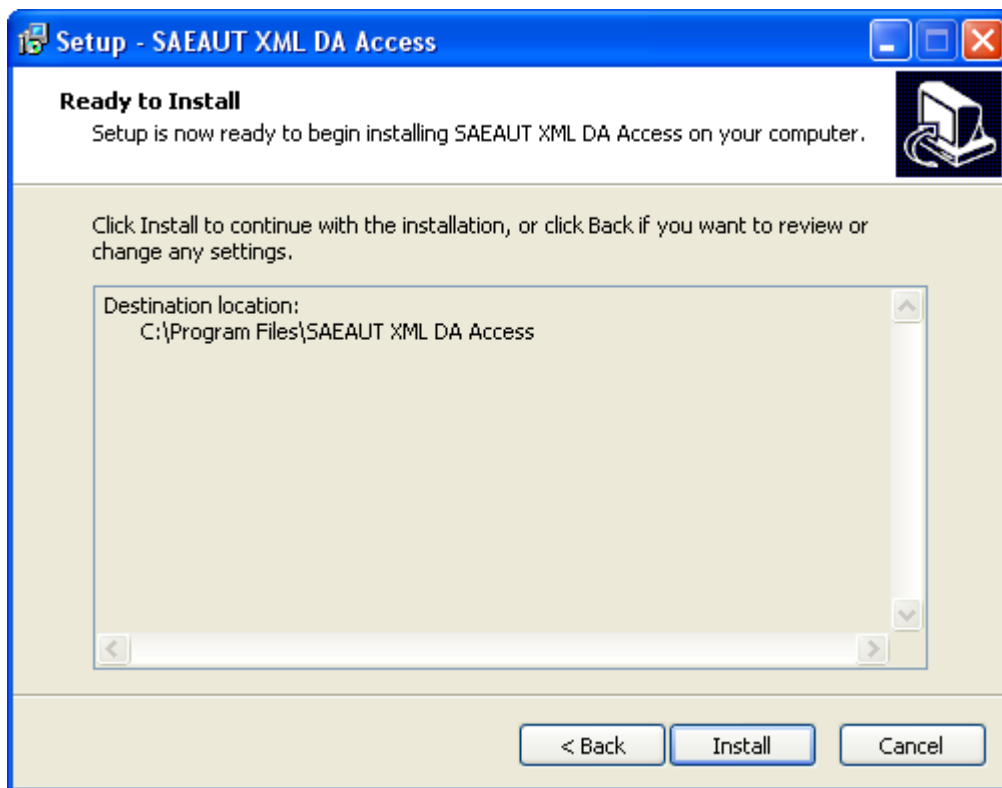 Setup - SAEAUT XML DA Access
Ready to Install
Setup is now ready to begin installing SAEAUT XML DA Access on your computer.
Click Install to continue with the installation, or click Back if you want to review or
change any settings.
Destination location:
C:\Program Files\SAEAUT XML DA Access
< Back
Install
Cancel